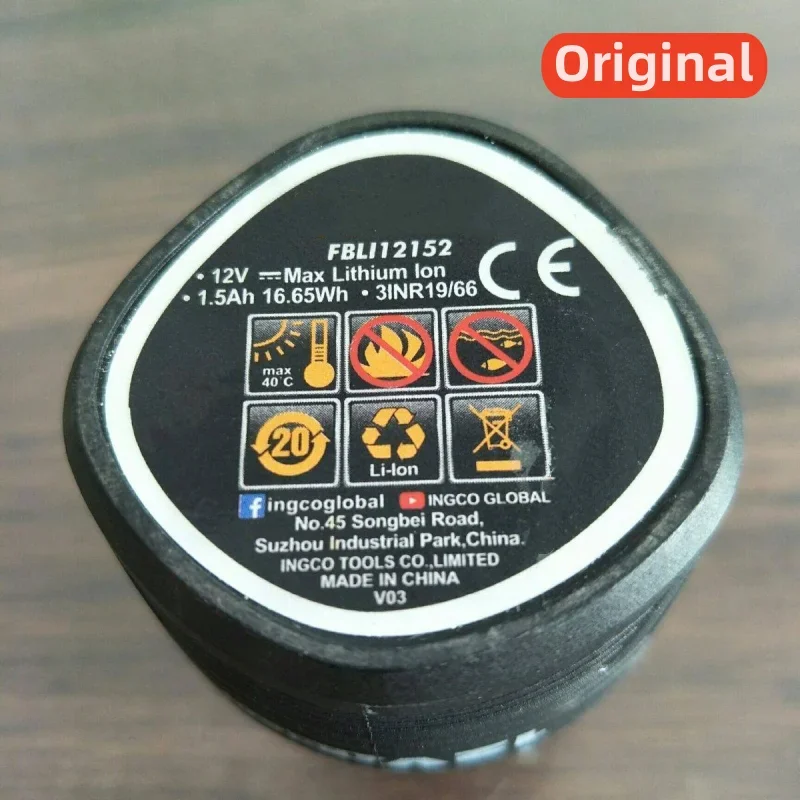 Original
FBLI12152
• 12V ⎓Max Lithium Ion
• 1.5Ah 16.65Wh • 3INR19/66
CE
max
40°C
20
Li-Ion
ingcoglobal INGCO GLOBAL
No.45 Songbei Road,
Suzhou Industrial Park,China.
INGCO TOOLS CO.,LIMITED
MADE IN CHINA
V03